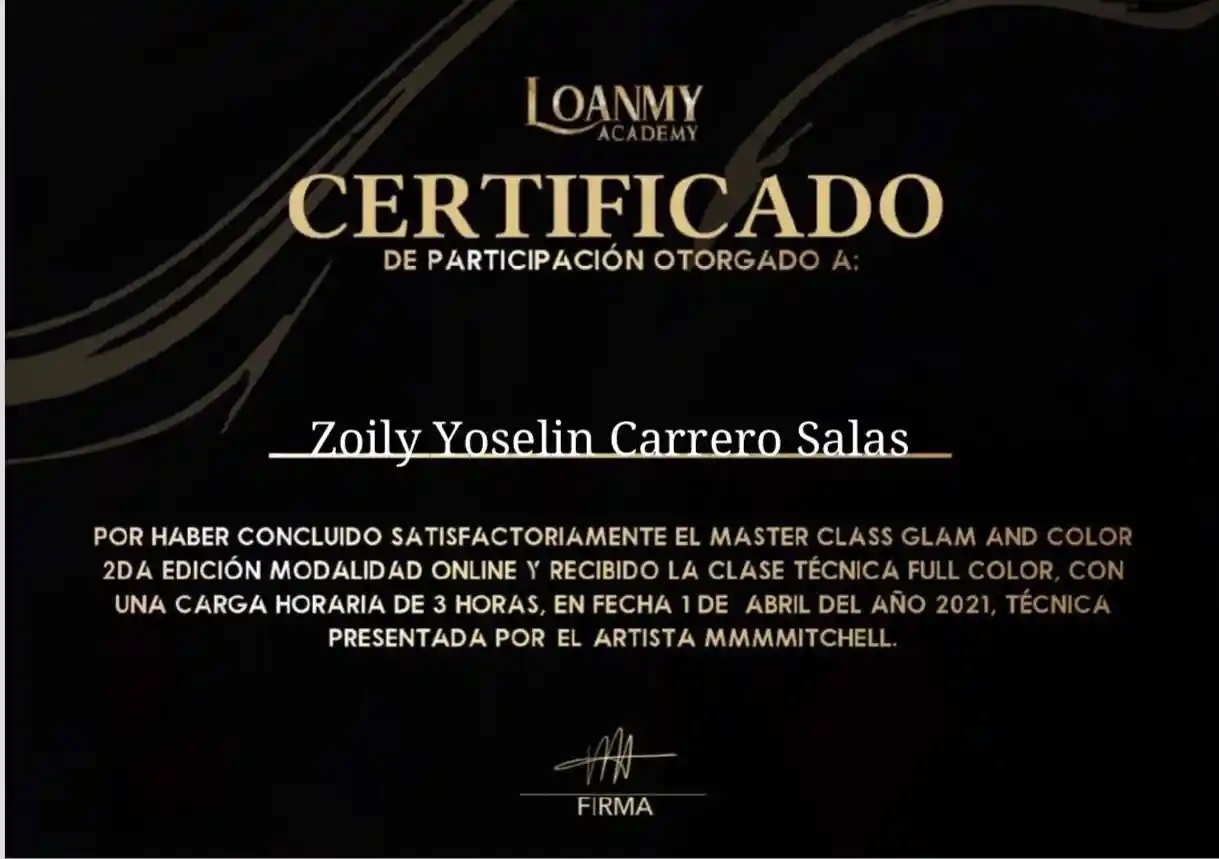 LOANMY
ACADEMY
CERTIFICADO
DE PARTICIPACIÓN OTORGADO A:
Zoily Yoselin Carrero Salas
POR HABER CONCLUIDO SATISFACTORIAMENTE EL MASTER CLASS GLAM AND COLOR
2DA EDICIÓN MODALIDAD ONLINE Y RECIBIDO LA CLASE TÉCNICA FULL COLOR, CON
UNA CARGA HORARIA DE 3 HORAS, EN FECHA 1 DE ABRIL DEL AÑO 2021, TÉCNICA
PRESENTADA POR EL ARTISTA MMMMITCHELL.
FIRMA